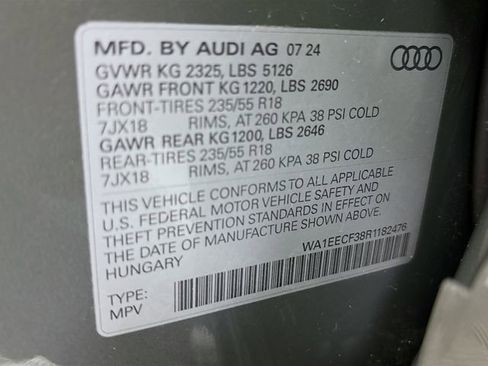 MFD. BY AUDI AG 07 24
GVWR KG 2325, LBS 5126
GAWR FRONT KG 1220, LBS 2690
FRONT-TIRES 235/55 R18
7JX18 RIMS, AT 260 KPA 38 PSI COLD
GAWR REAR KG 1200, LBS 2646
REAR-TIRES 235/55 R18
7JX18 RIMS, AT 260 KPA 38 PSI COLD
THIS VEHICLE CONFORMS TO ALL APPLICABLE
U.S. FEDERAL MOTOR VEHICLE SAFETY AND
THEFT PREVENTION STANDARDS IN EFFECT ON
THE DATE OF MANUFACTURE SHOWN ABOVE.
HUNGARY
WA1EECF38R1182476
TYPE:
MPV